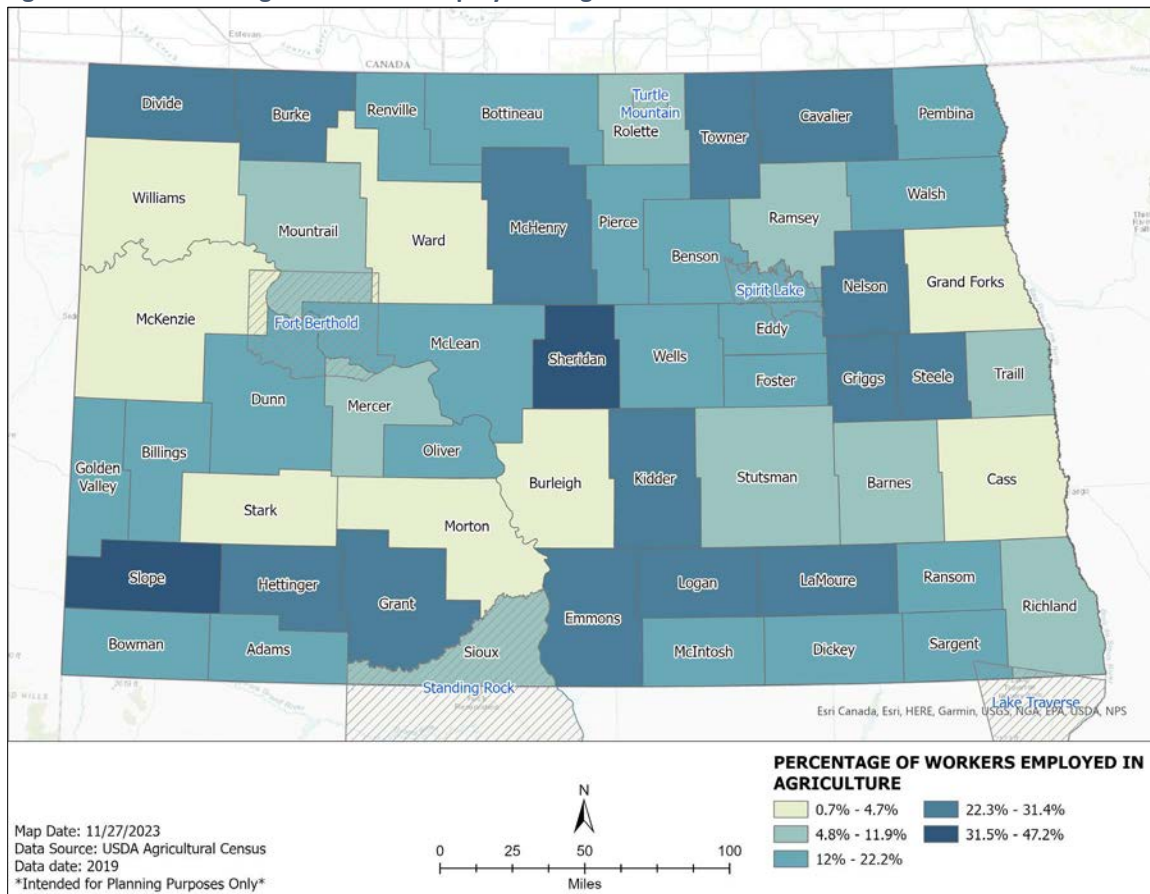 Estevan
CANADA
Divide
Burke
Renville
Bottineau
Turtle
Mountain
Rolette
Towner
Cavalier
Pembina
Williams
Mountrail
Ward
McHenry
Pierce
Benson
Ramsey
Walsh
Nelson
Grand Forks
Spirit Lake
McKenzie
Fort Berthold
McLean
Sheridan
Wells
Eddy
Foster
Griggs
Steele
Traill
Dunn
Mercer
Oliver
Golden
Valley
Billings
Stark
Morton
Burleigh
Kidder
Stutsman
Barnes
Cass
Slope
Hettinger
Grant
Emmons
Logan
LaMoure
Ransom
Richland
Bowman
Adams
Sioux
McIntosh
Dickey
Sargent
Standing Rock
Lake Traverse
Esri Canada, Esri, HERE, Garmin, USGS, NGA, EPA, USDA, NPS
PERCENTAGE OF WORKERS EMPLOYED IN
AGRICULTURE
0.7% - 4.7%
4.8% - 11.9%
12% - 22.2%
22.3% - 31.4%
31.5% - 47.2%
N
0 25 50 100
Miles
Map Date: 11/27/2023
Data Source: USDA Agricultural Census
Data date: 2019
*Intended for Planning Purposes Only*